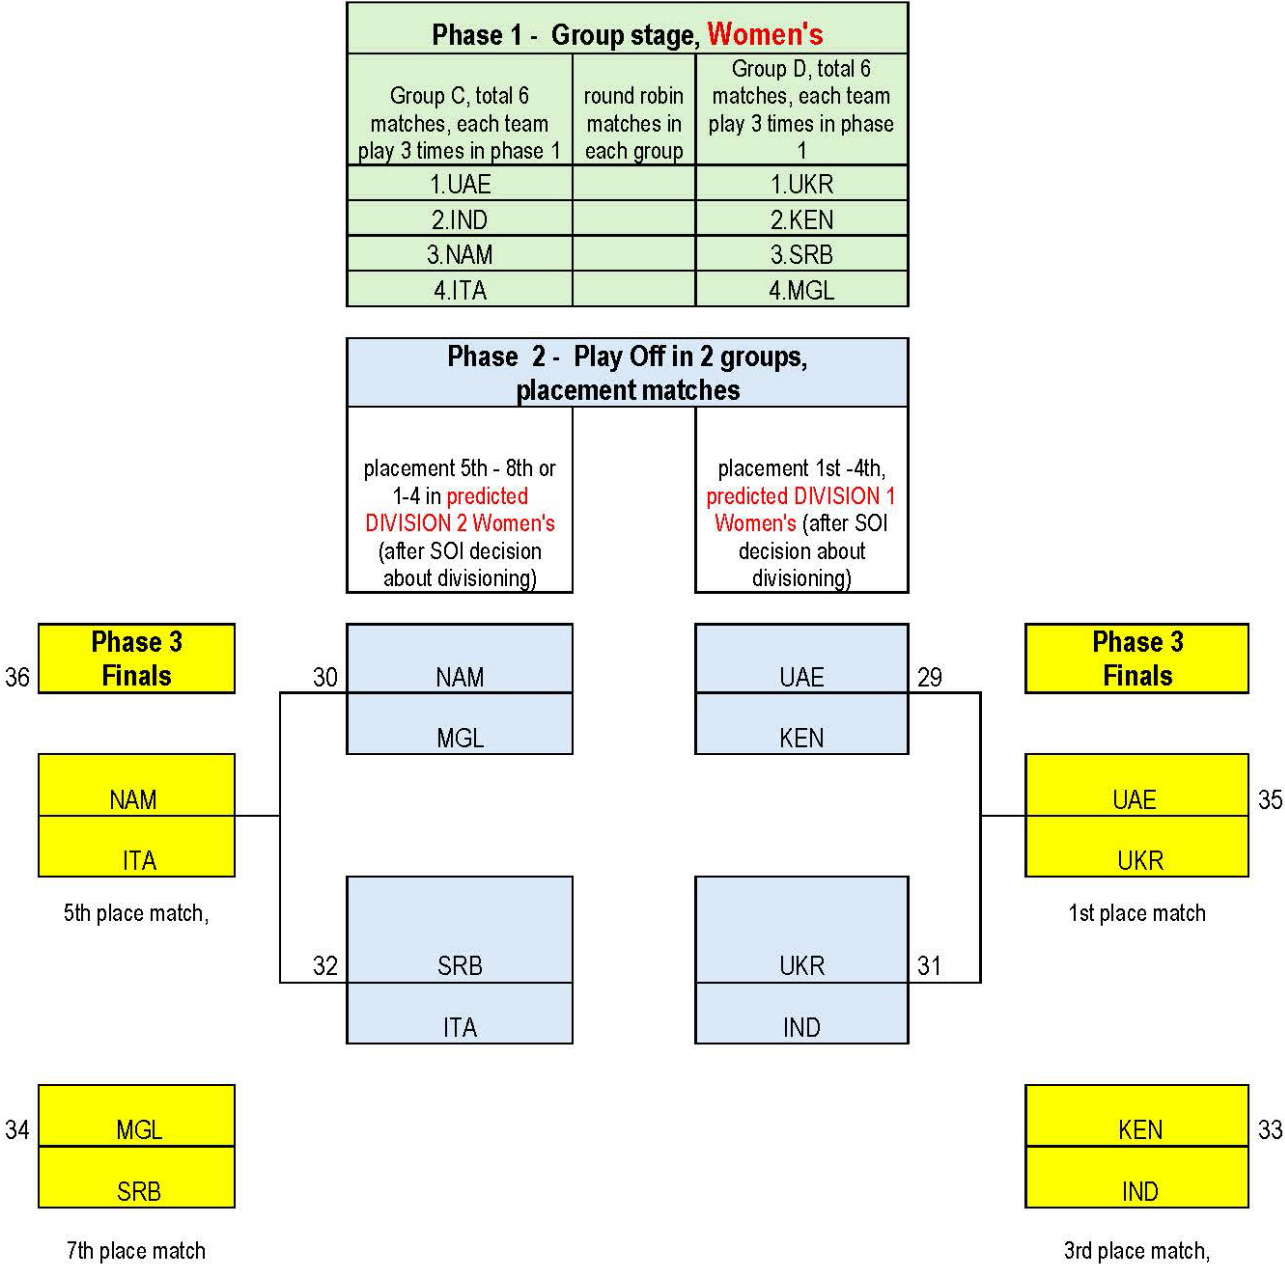 Phase 1 -  Group stage, Women's
Group C, total 6
matches, each team
play 3 times in phase 1
round robin
matches in
each group
Group D, total 6
matches, each team
play 3 times in phase
1
1.UAE
1.UKR
2.IND
2.KEN
3.NAM
3.SRB
4.ITA
4.MGL
Phase  2 -  Play Off in 2 groups,
placement matches
placement 5th - 8th or
1-4 in predicted
DIVISION 2 Women's
(after SOI decision
about divisioning)
placement 1st -4th,
predicted DIVISION 1
Women's (after SOI
decision about
divisioning)
Phase 3
Finals
36
30
NAM
MGL
UAE
29
KEN
Phase 3
Finals
NAM
ITA
5th place match,
UAE
35
UKR
1st place match
32
SRB
ITA
UKR
31
IND
34
MGL
SRB
7th place match
KEN
33
IND
3rd place match,